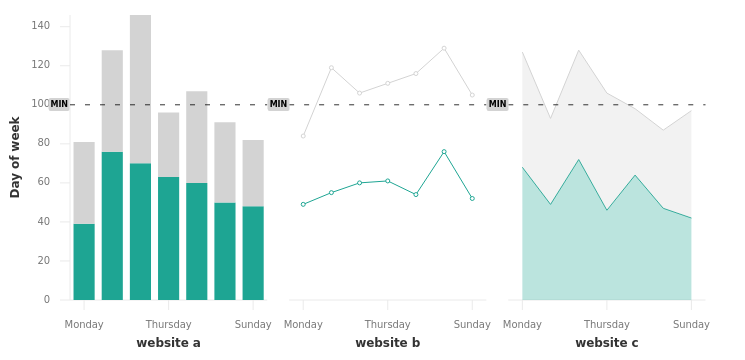 140
120
100
80
60
40
20
0
Day of week
MIN
MIN
MIN
Monday
Thursday
Sunday
Monday
Thursday
Sunday
Monday
Thursday
Sunday
website a
website b
website c